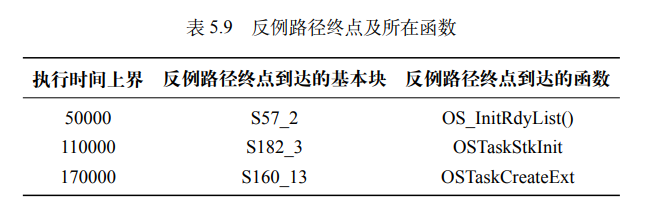 表 5.9 反例路径终点及所在函数
执行时间上界 反例路径终点到达的基本块 反例路径终点到达的函数
50000 S57_2 OS_InitRdyList()
110000 S182_3 OSTaskStkInit
170000 S160_13 OSTaskCreateExt